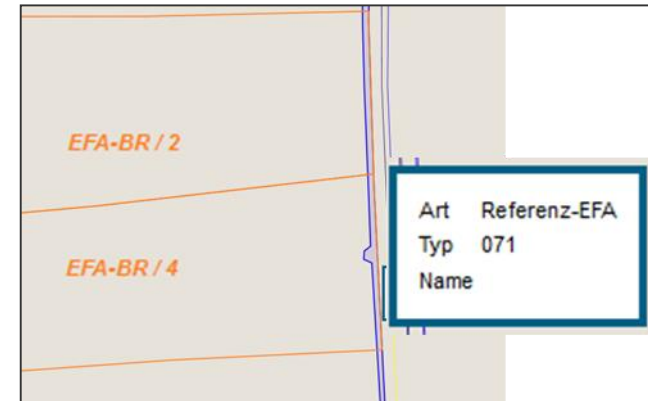 EFA-BR / 2
EFA-BR / 4
Art Referenz-EFA
Typ 071
Name